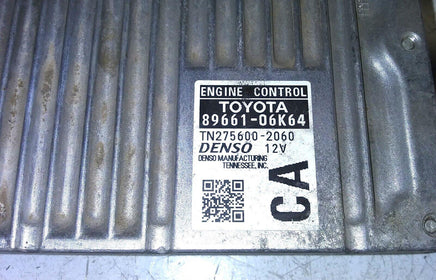 ENGINE CONTROL
TOYOTA
89661-06K64
TN275600-2060
DENSO 12V
DENSO MANUFACTURING
TENNESSEE, INC.
CA